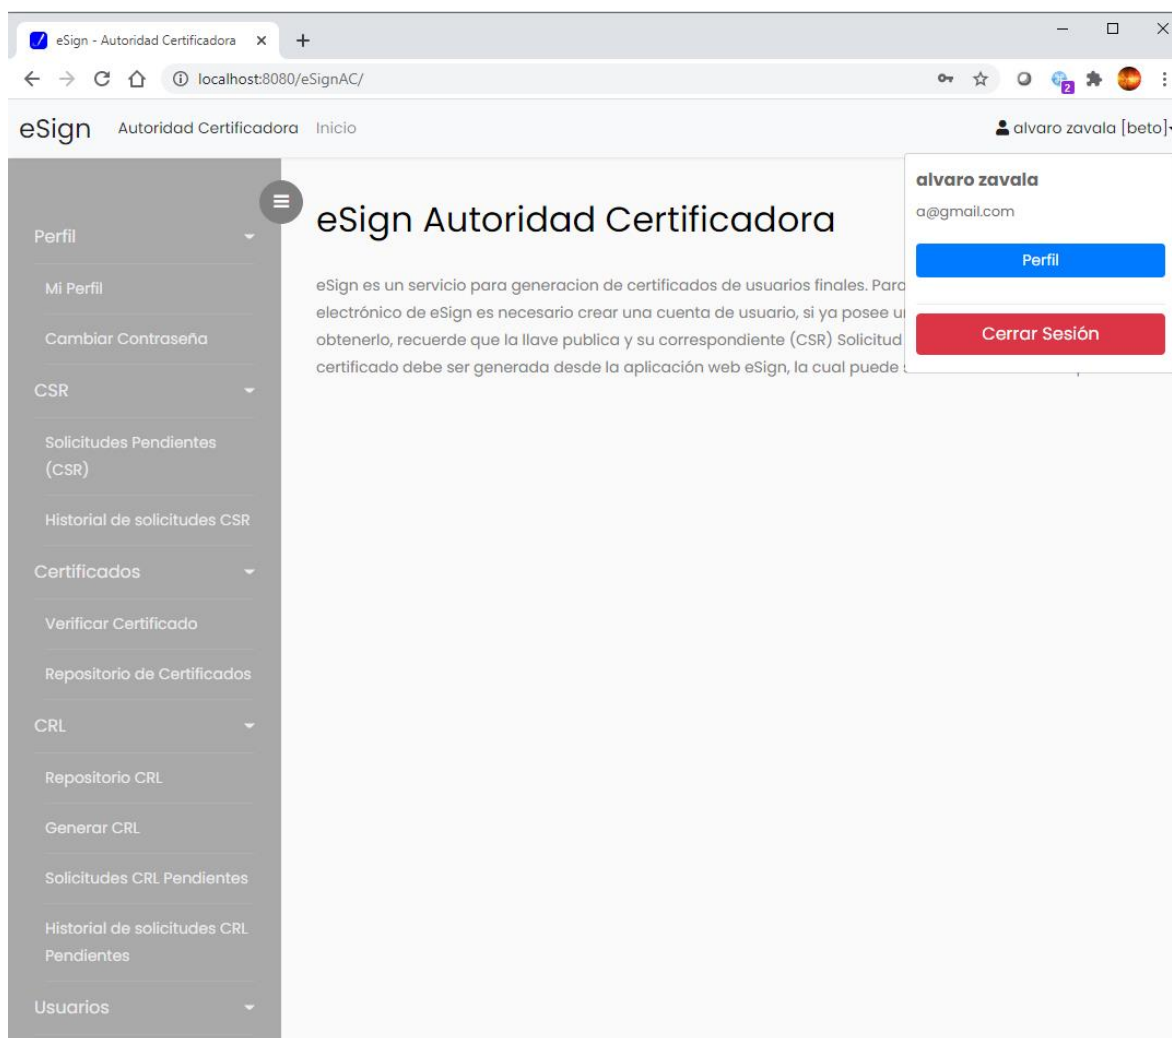 eSign - Autoridad Certificadora
localhost:8080/eSignAC/
2
eSign Autoridad Certificadora Inicio
alvaro zavala [beto]
alvaro zavala
a@gmail.com
Perfil
Cerrar Sesión
Perfil
Mi Perfil
Cambiar Contraseña
CSR
Solicitudes Pendientes
(CSR)
Historial de solicitudes CSR
Certificados
Verificar Certificado
Repositorio de Certificados
CRL
Repositorio CRL
Generar CRL
Solicitudes CRL Pendientes
Historial de solicitudes CRL
Pendientes
Usuarios
eSign Autoridad Certificadora
eSign es un servicio para generacion de certificados de usuarios finales.
electrónico de eSign es necesario crear una cuenta de usuario, si ya posee
obtenerlo, recuerde que la llave publica y su correspondiente (CSR) Solicitud
certificado debe ser generada desde la aplicación web eSign, la cual puede